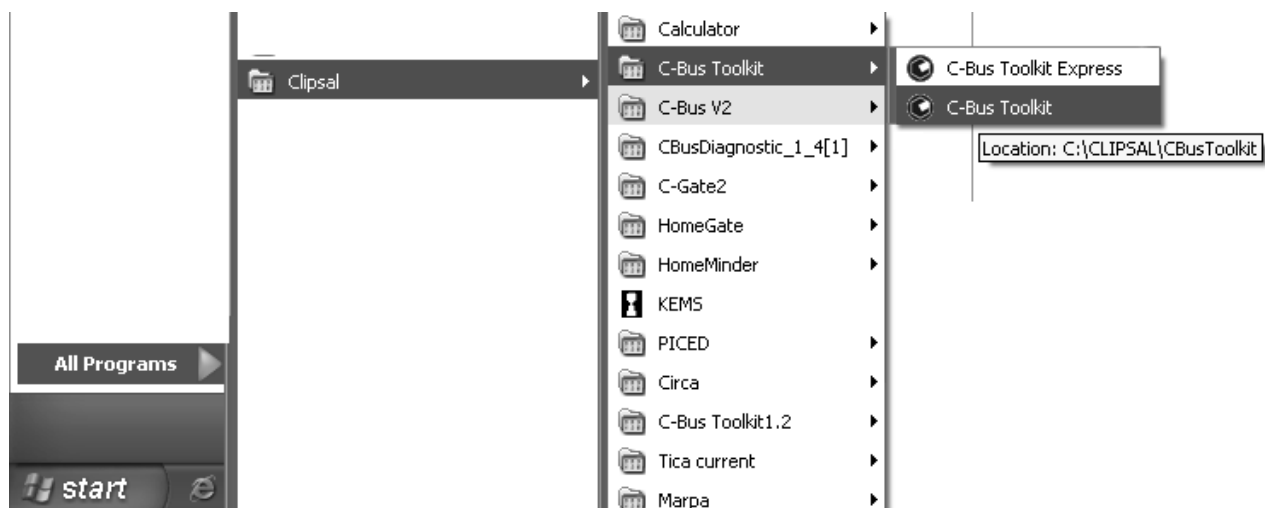 Calculator
Clipsal
C-Bus Toolkit
C-Bus Toolkit Express
C-Bus V2
C-Bus Toolkit
CBusDiagnostic_1_4[1]
Location: C:\CLIPSAL\CBusToolkit
C-Gate2
HomeGate
HomeMinder
KEMS
All Programs
PICED
Circa
C-Bus Toolkit1.2
start
Tica current
Marpa